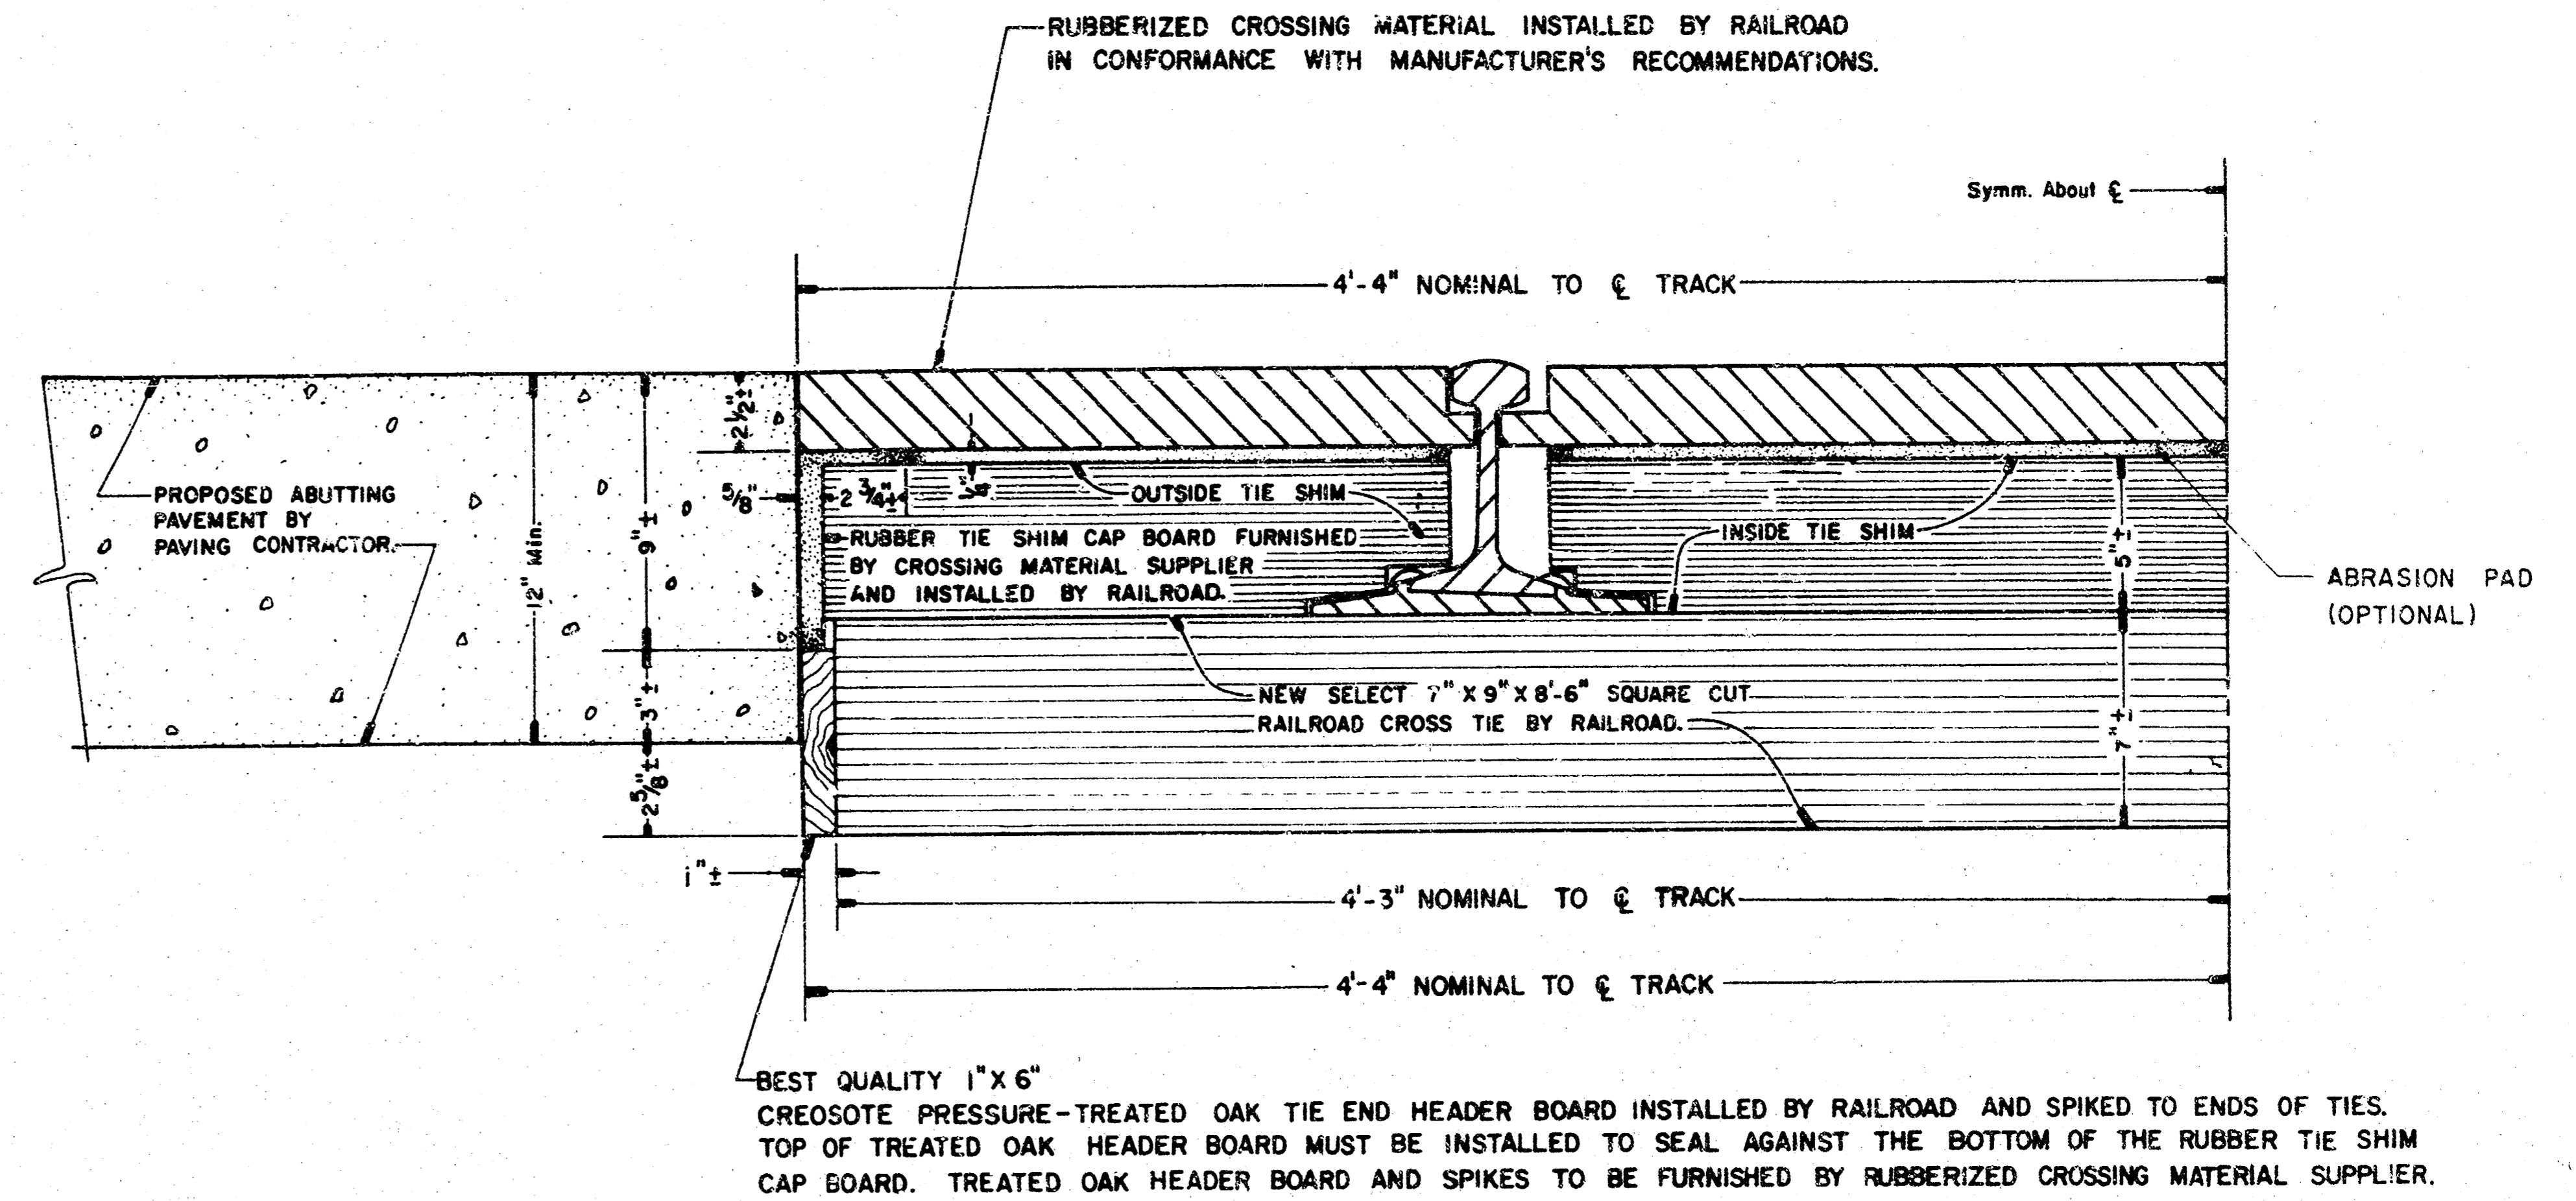 RUBBERIZED CROSSING MATERIAL INSTALLED BY RAILROAD
IN CONFORMANCE WITH MANUFACTURER'S RECOMMENDATIONS.
Symm. About ℄
4'-4" NOMINAL TO ℄ TRACK
2 1/2"±
PROPOSED ABUTTING
PAVEMENT BY
PAVING CONTRACTOR.
12" Min.
9"±
5/8"
2 3/4"±
1/4"
OUTSIDE TIE SHIM
RUBBER TIE SHIM CAP BOARD FURNISHED
BY CROSSING MATERIAL SUPPLIER
AND INSTALLED BY RAILROAD.
INSIDE TIE SHIM
5"±
ABRASION PAD
(OPTIONAL)
3"±
2 5/8"±
NEW SELECT 7" X 9" X 8'-6" SQUARE CUT
RAILROAD CROSS TIE BY RAILROAD.
7"±
1"±
4'-3" NOMINAL TO ℄ TRACK
4'-4" NOMINAL TO ℄ TRACK
BEST QUALITY 1" X 6"
CREOSOTE PRESSURE-TREATED OAK TIE END HEADER BOARD INSTALLED BY RAILROAD AND SPIKED TO ENDS OF TIES.
TOP OF TREATED OAK HEADER BOARD MUST BE INSTALLED TO SEAL AGAINST THE BOTTOM OF THE RUBBER TIE SHIM
CAP BOARD. TREATED OAK HEADER BOARD AND SPIKES TO BE FURNISHED BY RUBBERIZED CROSSING MATERIAL SUPPLIER.